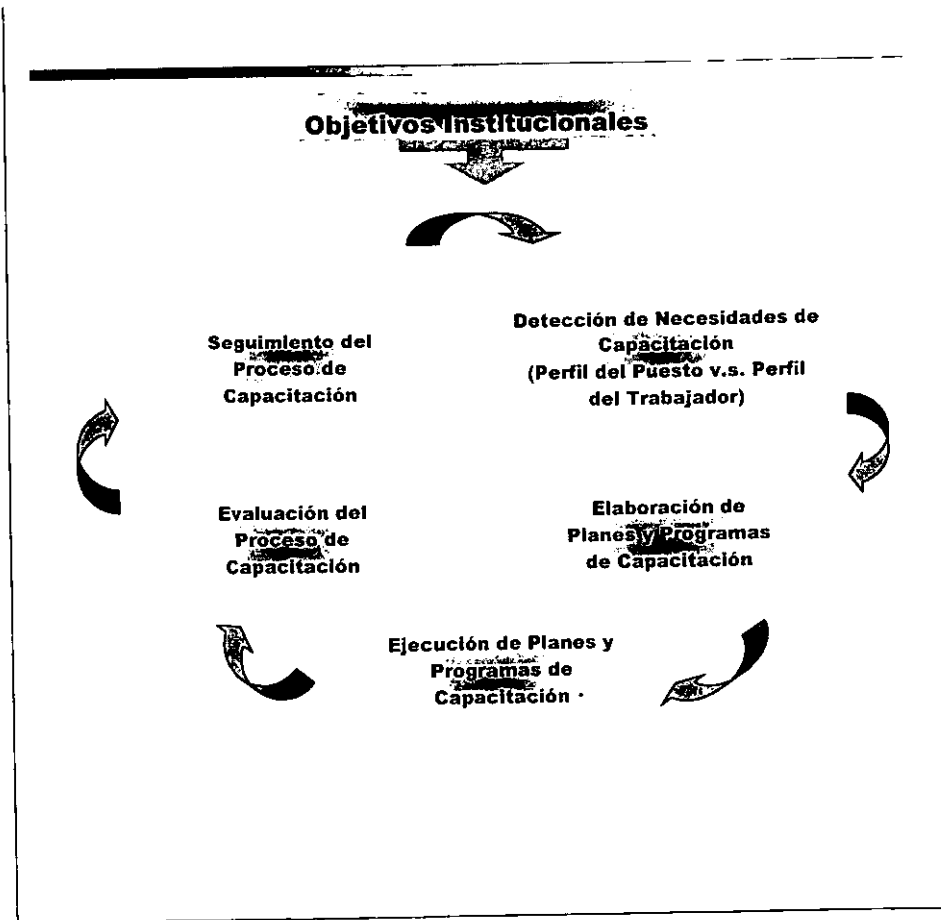 Objetivos Institucionales
Detección de Necesidades de
Capacitación
(Perfil del Puesto v.s. Perfil
del Trabajador)
Elaboración de
Planes y Programas
de Capacitación
Ejecución de Planes y
Programas de
Capacitación
Evaluación del
Proceso de
Capacitación
Seguimiento del
Proceso de
Capacitación